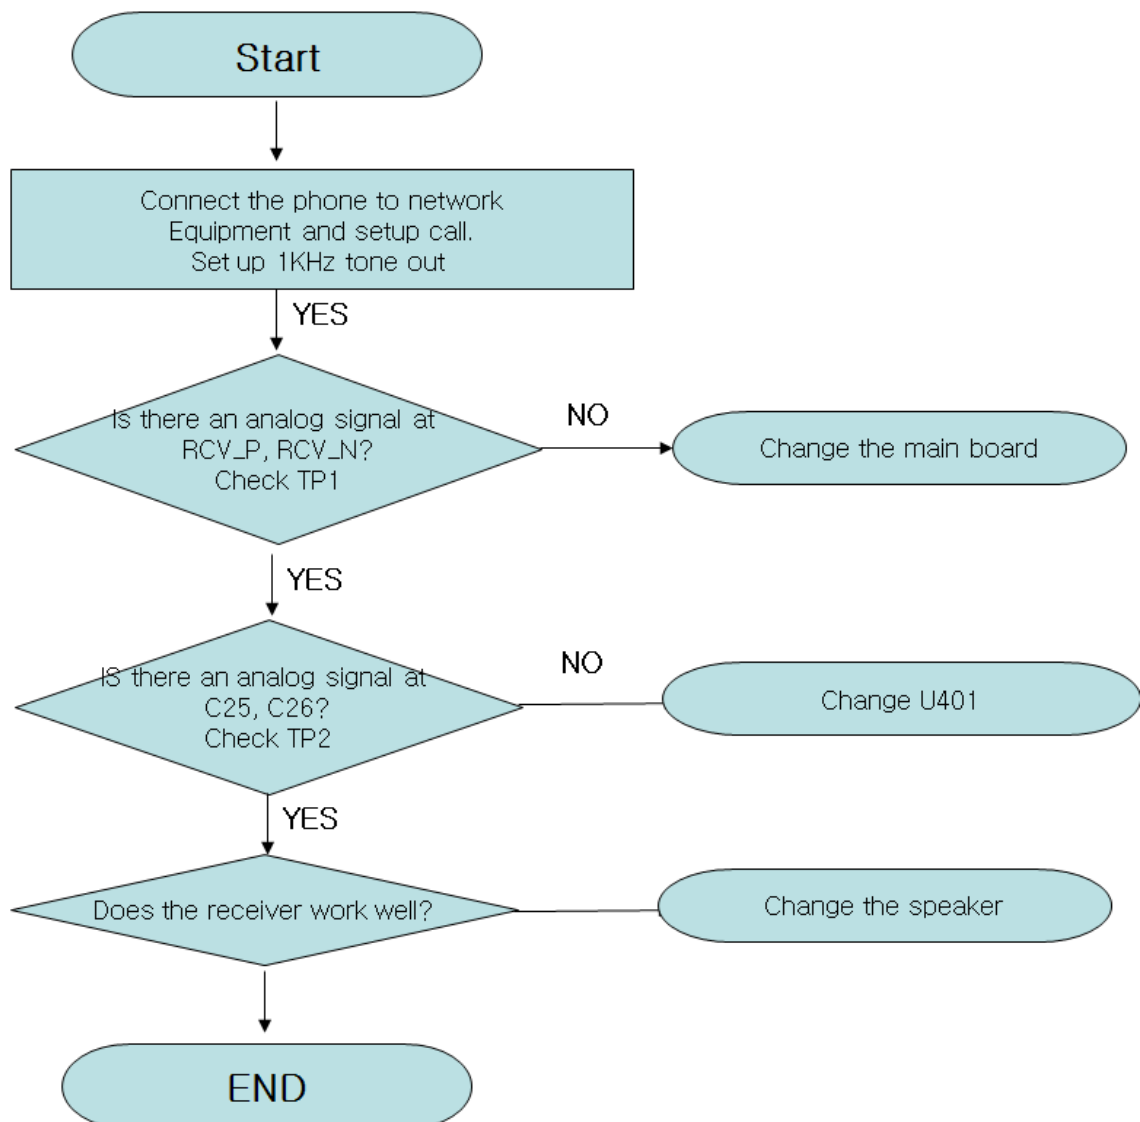 Start
Connect the phone to network
Equipment and setup call.
Set up 1KHz tone out
YES
Is there an analog signal at
RCV_P, RCV_N?
Check TP1
NO
Change the main board
YES
IS there an analog signal at
C25, C26?
Check TP2
NO
Change U401
YES
Does the receiver work well?
Change the speaker
END